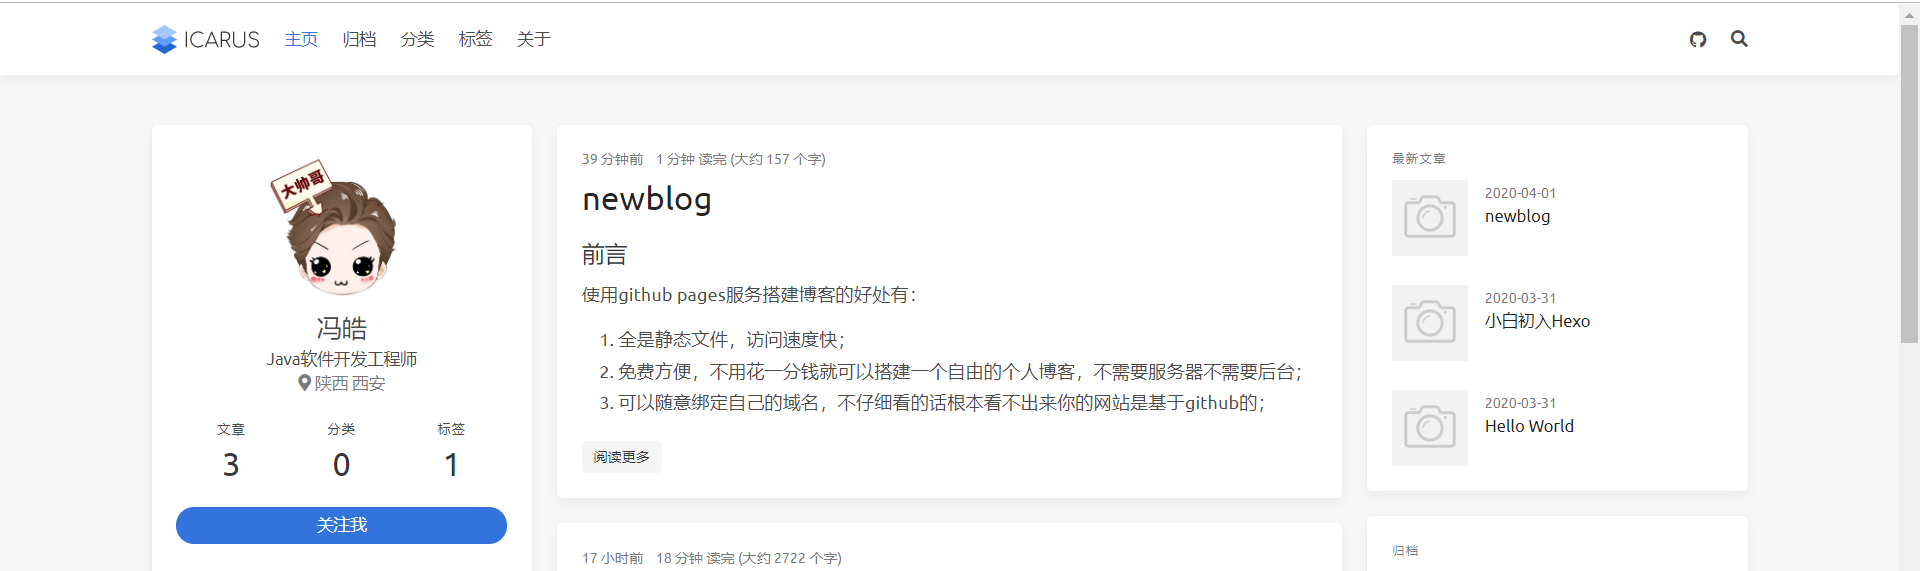 ICARUS 主页 归档 分类 标签 关于
大帅哥
冯皓
Java软件开发工程师
陕西 西安
文章 分类 标签
3 0 1
关注我
39 分钟前 1 分钟 读完 (大约 157 个字)
newblog
前言
使用github pages服务搭建博客的好处有：
1. 全是静态文件，访问速度快；
2. 免费方便，不用花一分钱就可以搭建一个自由的个人博客，不需要服务器不需要后台；
3. 可以随意绑定自己的域名，不仔细看的话根本看不出来你的网站是基于github的；
阅读更多
17 小时前 18 分钟 读完 (大约 2722 个字)
最新文章
2020-04-01
newblog
2020-03-31
小白初入Hexo
2020-03-31
Hello World
归档